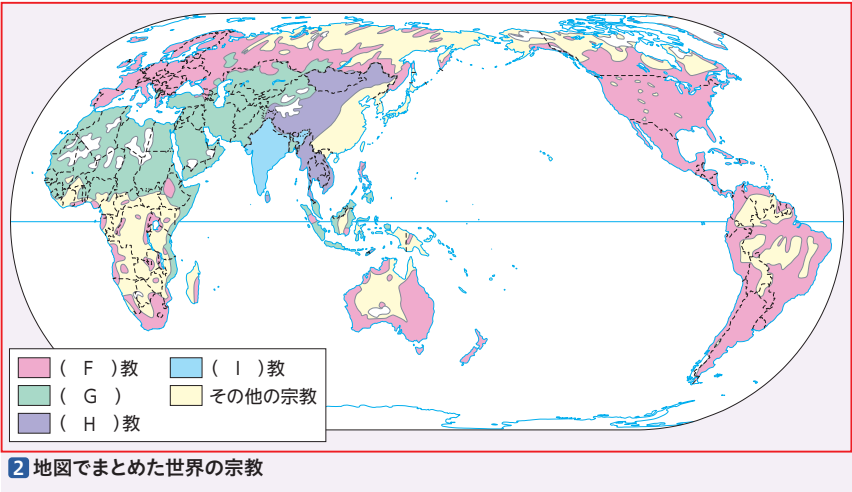 ( F )教
( G )
( H )教
( I )教
その他の宗教
2 地図でまとめた世界の宗教